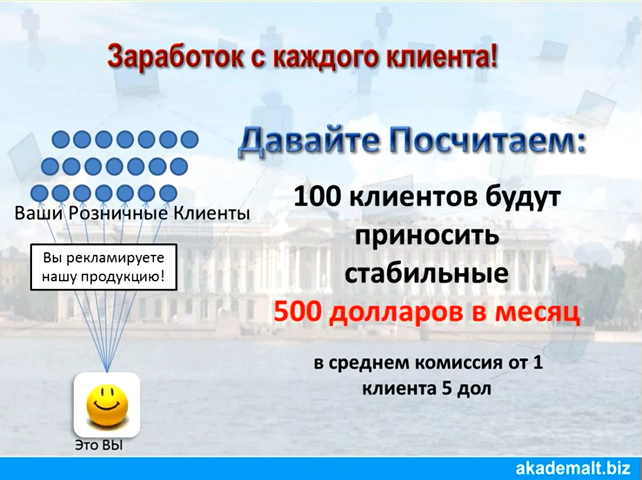 Заработок с каждого клиента!
Давайте Посчитаем:
Ваши Розничные Клиенты
Вы рекламируете
нашу продукцию!
Это ВЫ
100 клиентов будут
приносить
стабильные
500 долларов в месяц
в среднем комиссия от 1
клиента 5 дол
akademalt.biz